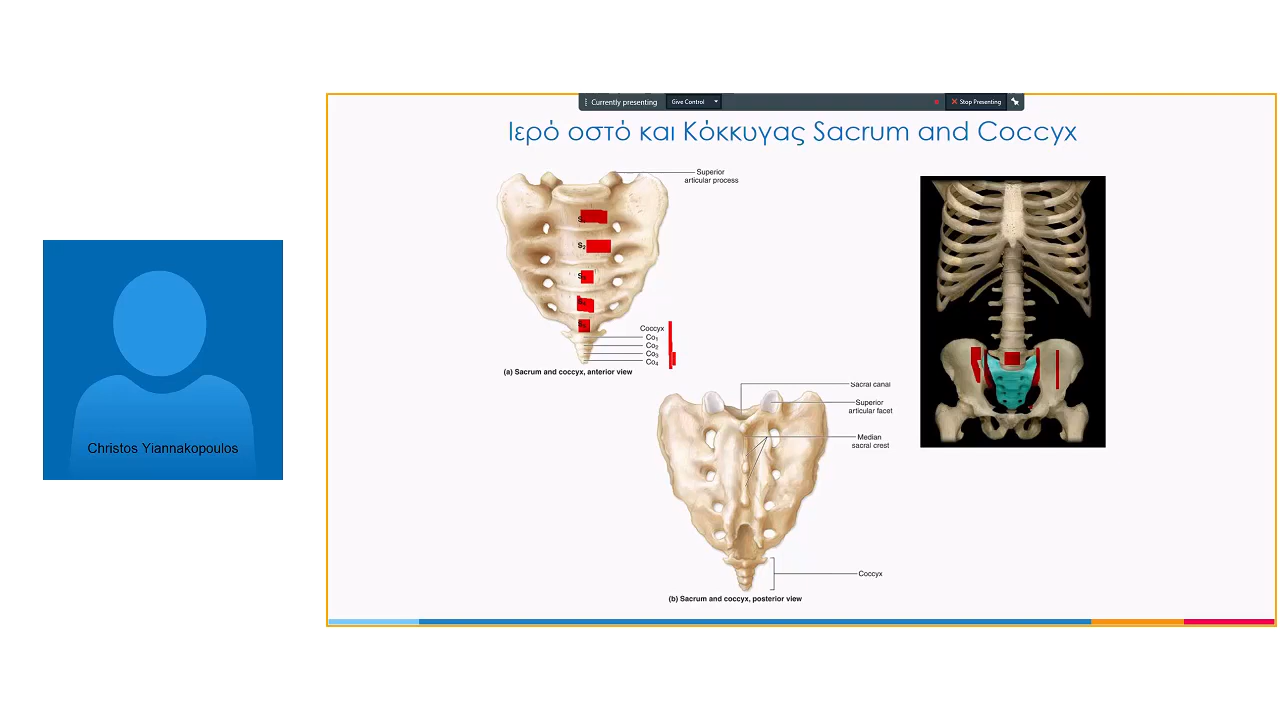 Currently presenting
Give Control
Stop Presenting
Ιερό οστό και Κόκκυγας Sacrum and Coccyx
Superior
articular process
S2
Coccyx
Co1
Co2
Co3
Co4
(a) Sacrum and coccyx, anterior view
Sacral canal
Superior
articular facet
Median
sacral crest
Coccyx
(b) Sacrum and coccyx, posterior view
Christos Yiannakopoulos